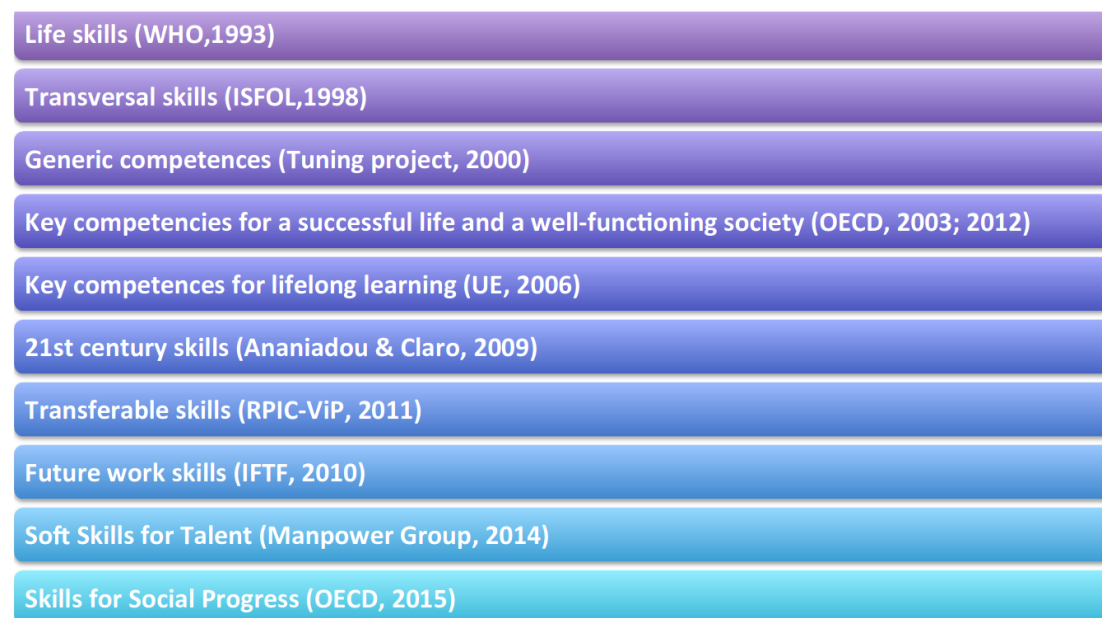 Life skills (WHO,1993)
Transversal skills (ISFOL,1998)
Generic competences (Tuning project, 2000)
Key competencies for a successful life and a well-functioning society (OECD, 2003; 2012)
Key competences for lifelong learning (UE, 2006)
21st century skills (Ananiadou & Claro, 2009)
Transferable skills (RPIC-ViP, 2011)
Future work skills (IFTF, 2010)
Soft Skills for Talent (Manpower Group, 2014)
Skills for Social Progress (OECD, 2015)